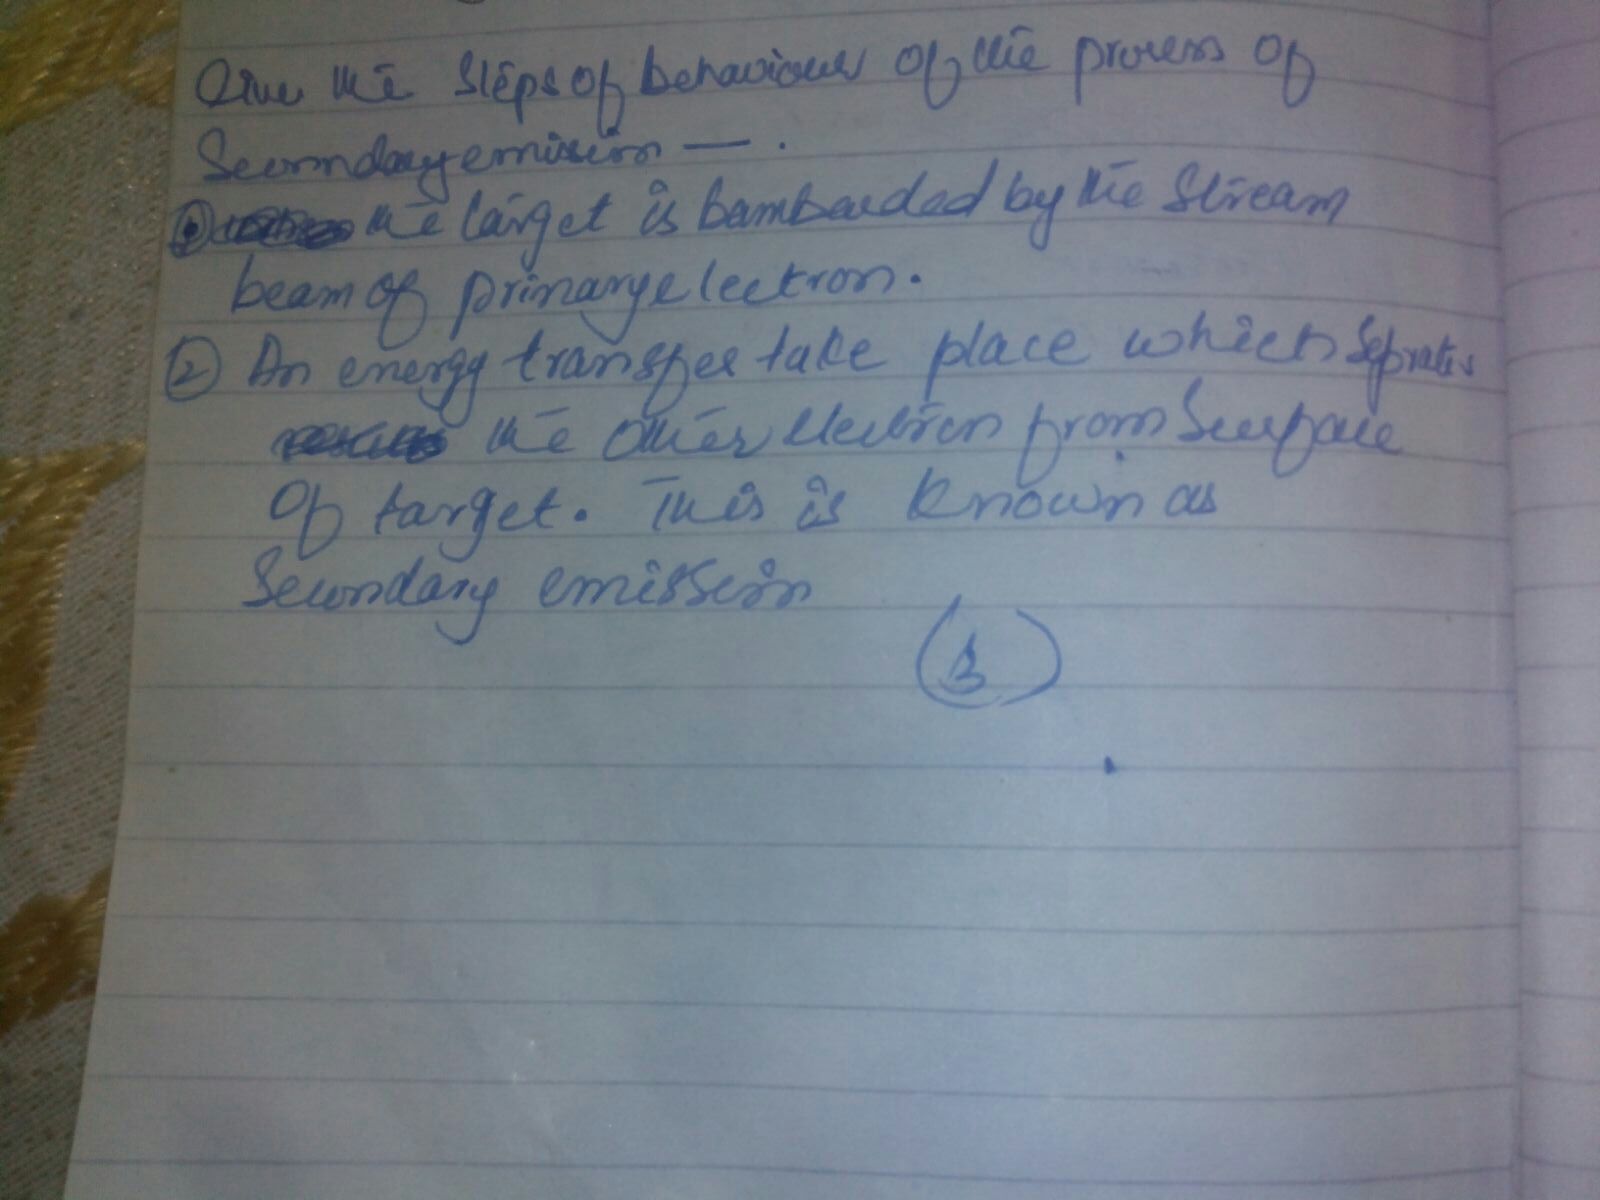 Give the steps of behaviour of the process of
Secondary emission — .
① the target is bambarded by the stream
beam of primary electron.
② An energy transfer take place which Seprates
the other electron from Surface
of target. This is known as
Secondary emission